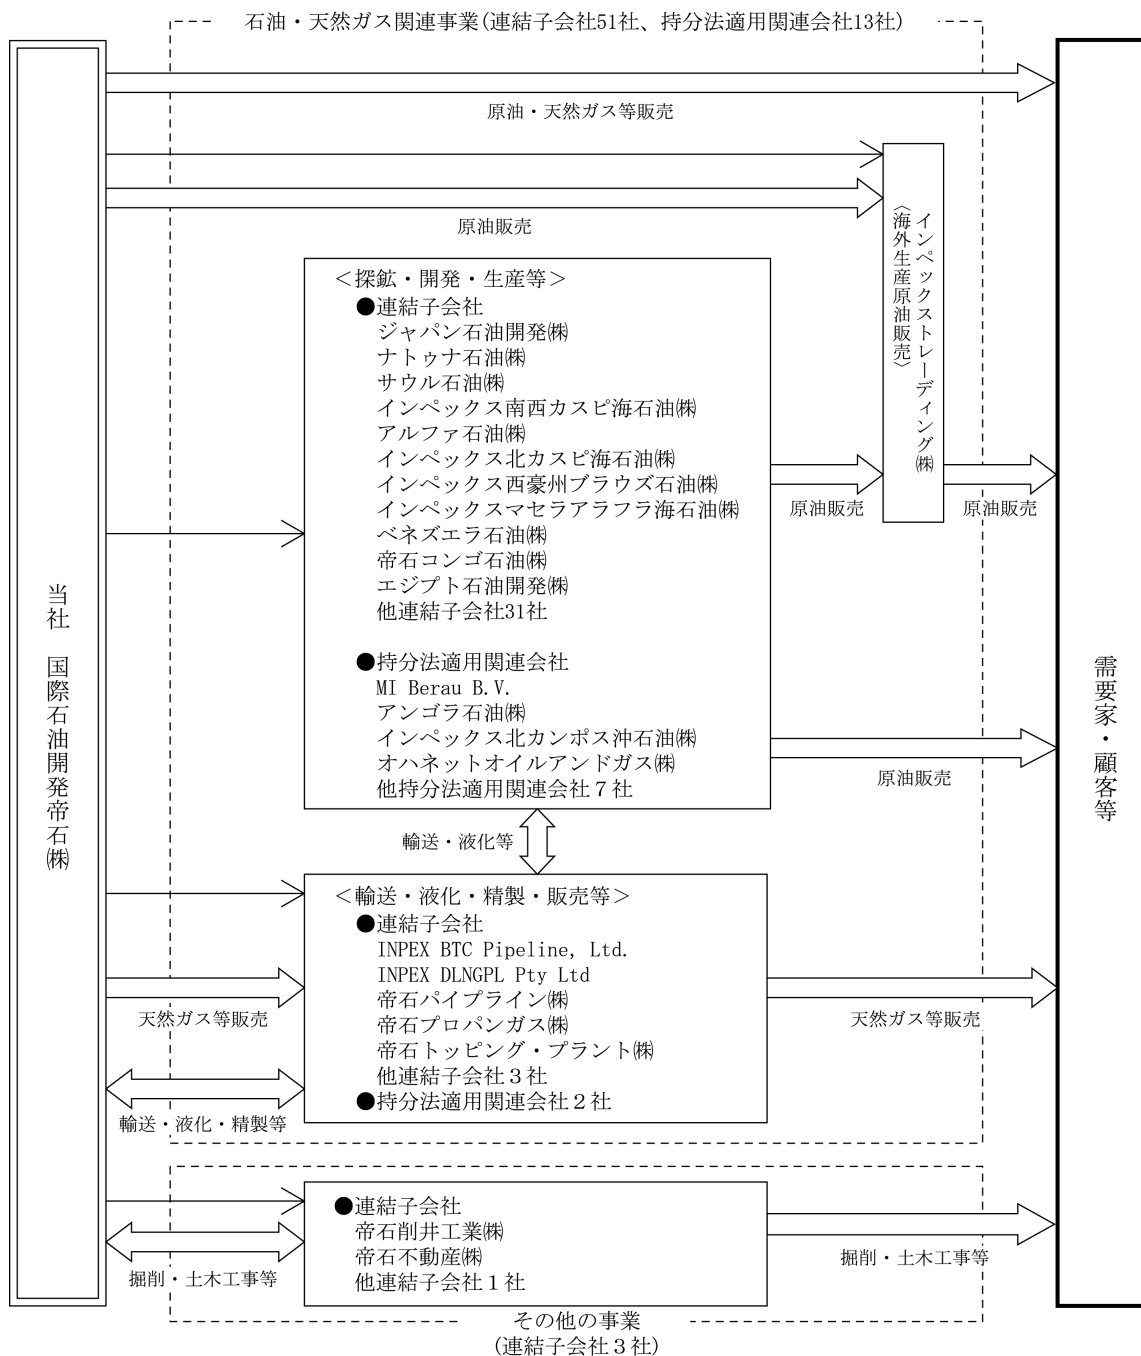 石油・天然ガス関連事業(連結子会社51社、持分法適用関連会社13社)
当社 国際石油開発帝石㈱
原油・天然ガス等販売
原油販売
インペックストレーディング㈱
〈海外生産原油販売〉
＜探鉱・開発・生産等＞
●連結子会社
ジャパン石油開発㈱
ナトゥナ石油㈱
サウル石油㈱
インペックス南西カスピ海石油㈱
アルファ石油㈱
インペックス北カスピ海石油㈱
インペックス西豪州ブラウズ石油㈱
インペックスマセラアラフラ海石油㈱
ベネズエラ石油㈱
帝石コンゴ石油㈱
エジプト石油開発㈱
他連結子会社31社
●持分法適用関連会社
MI Berau B.V.
アンゴラ石油㈱
インペックス北カンポス沖石油㈱
オハネットオイルアンドガス㈱
他持分法適用関連会社７社
原油販売
原油販売
原油販売
需要家・顧客等
輸送・液化等
＜輸送・液化・精製・販売等＞
●連結子会社
INPEX BTC Pipeline, Ltd.
INPEX DLNGPL Pty Ltd
帝石パイプライン㈱
帝石プロパンガス㈱
帝石トッピング・プラント㈱
他連結子会社３社
●持分法適用関連会社２社
天然ガス等販売
天然ガス等販売
輸送・液化・精製等
●連結子会社
帝石削井工業㈱
帝石不動産㈱
他連結子会社１社
掘削・土木工事等
掘削・土木工事等
その他の事業
(連結子会社３社)